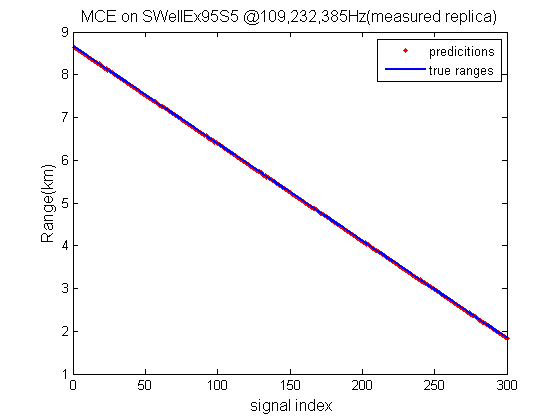 MCE on SWellEx95S5 @109,232,385Hz(measured replica)
predicitions
true ranges
9
8
7
6
5
4
3
2
1
Range(km)
0 50 100 150 200 250 300
signal index